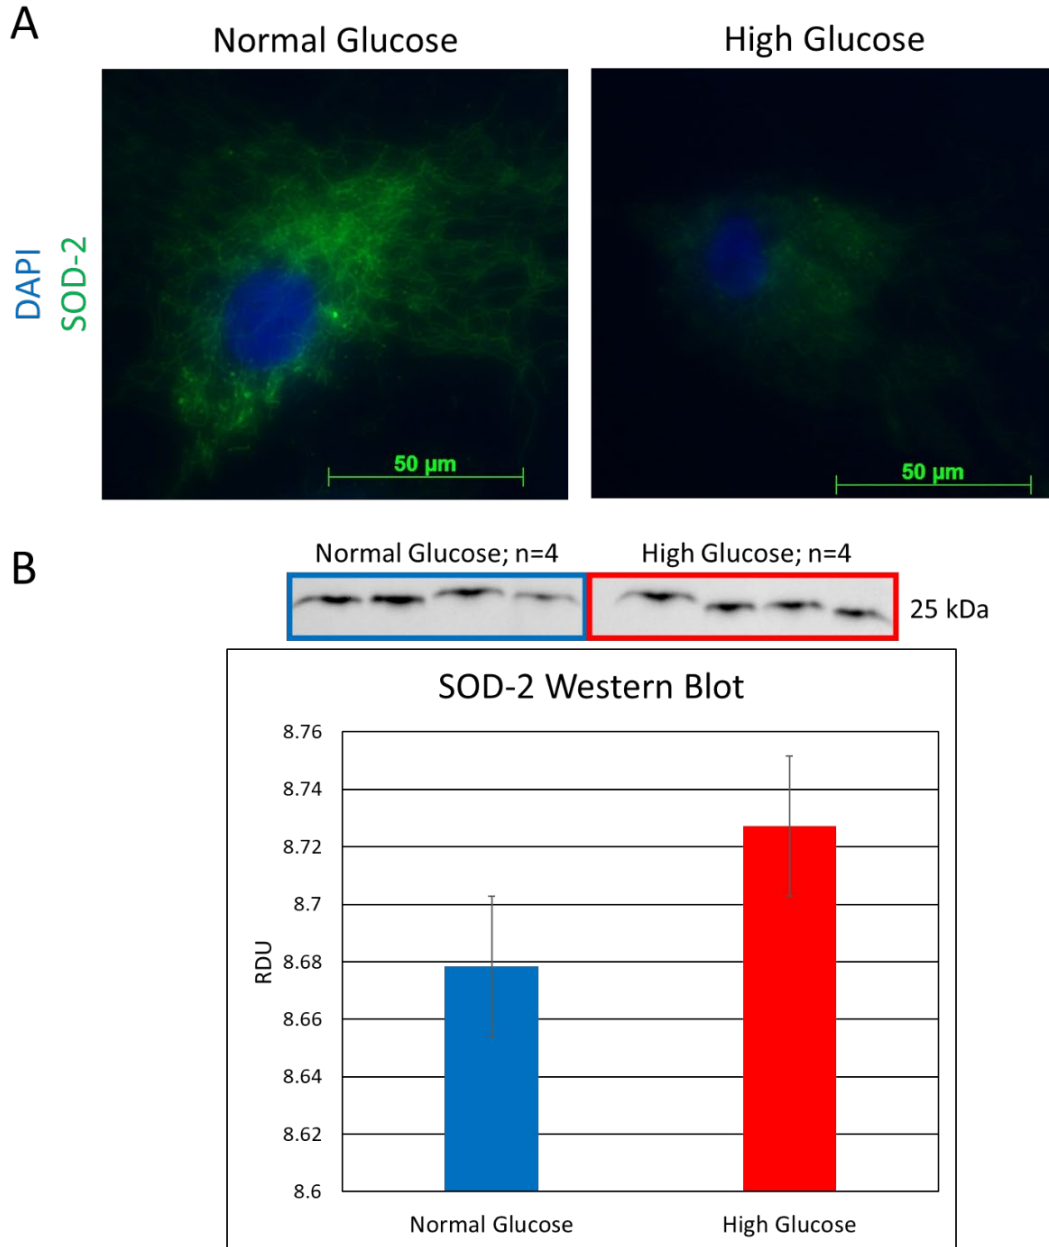 A
Normal Glucose
High Glucose
DAPI
SOD-2
50 µm
50 µm
B
Normal Glucose; n=4
High Glucose; n=4
25 kDa
SOD-2 Western Blot
8.76
8.74
8.72
8.7
8.68
8.66
8.64
8.62
8.6
RDU
Normal Glucose
High Glucose